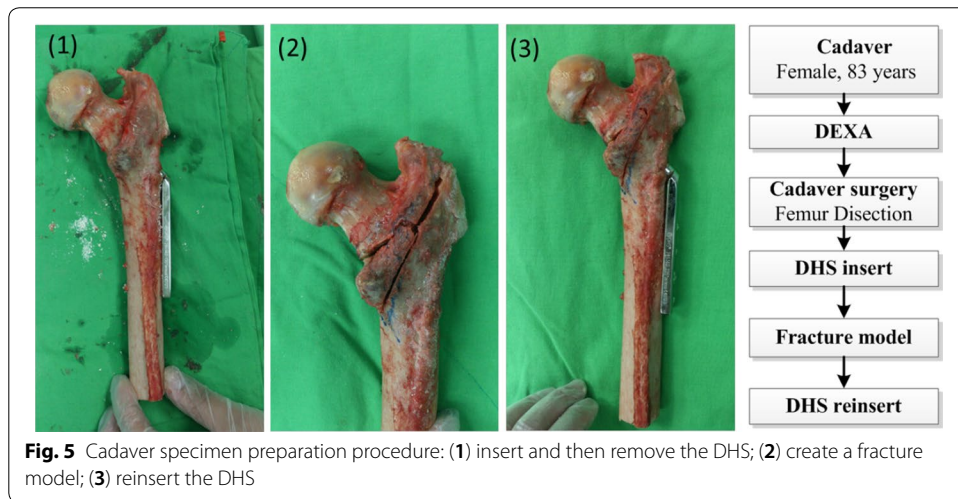 (1)
(2)
(3)
Cadaver
Female, 83 years
DEXA
Cadaver surgery
Femur Disection
DHS insert
Fracture model
DHS reinsert
Fig. 5 Cadaver specimen preparation procedure: (1) insert and then remove the DHS; (2) create a fracture
model; (3) reinsert the DHS